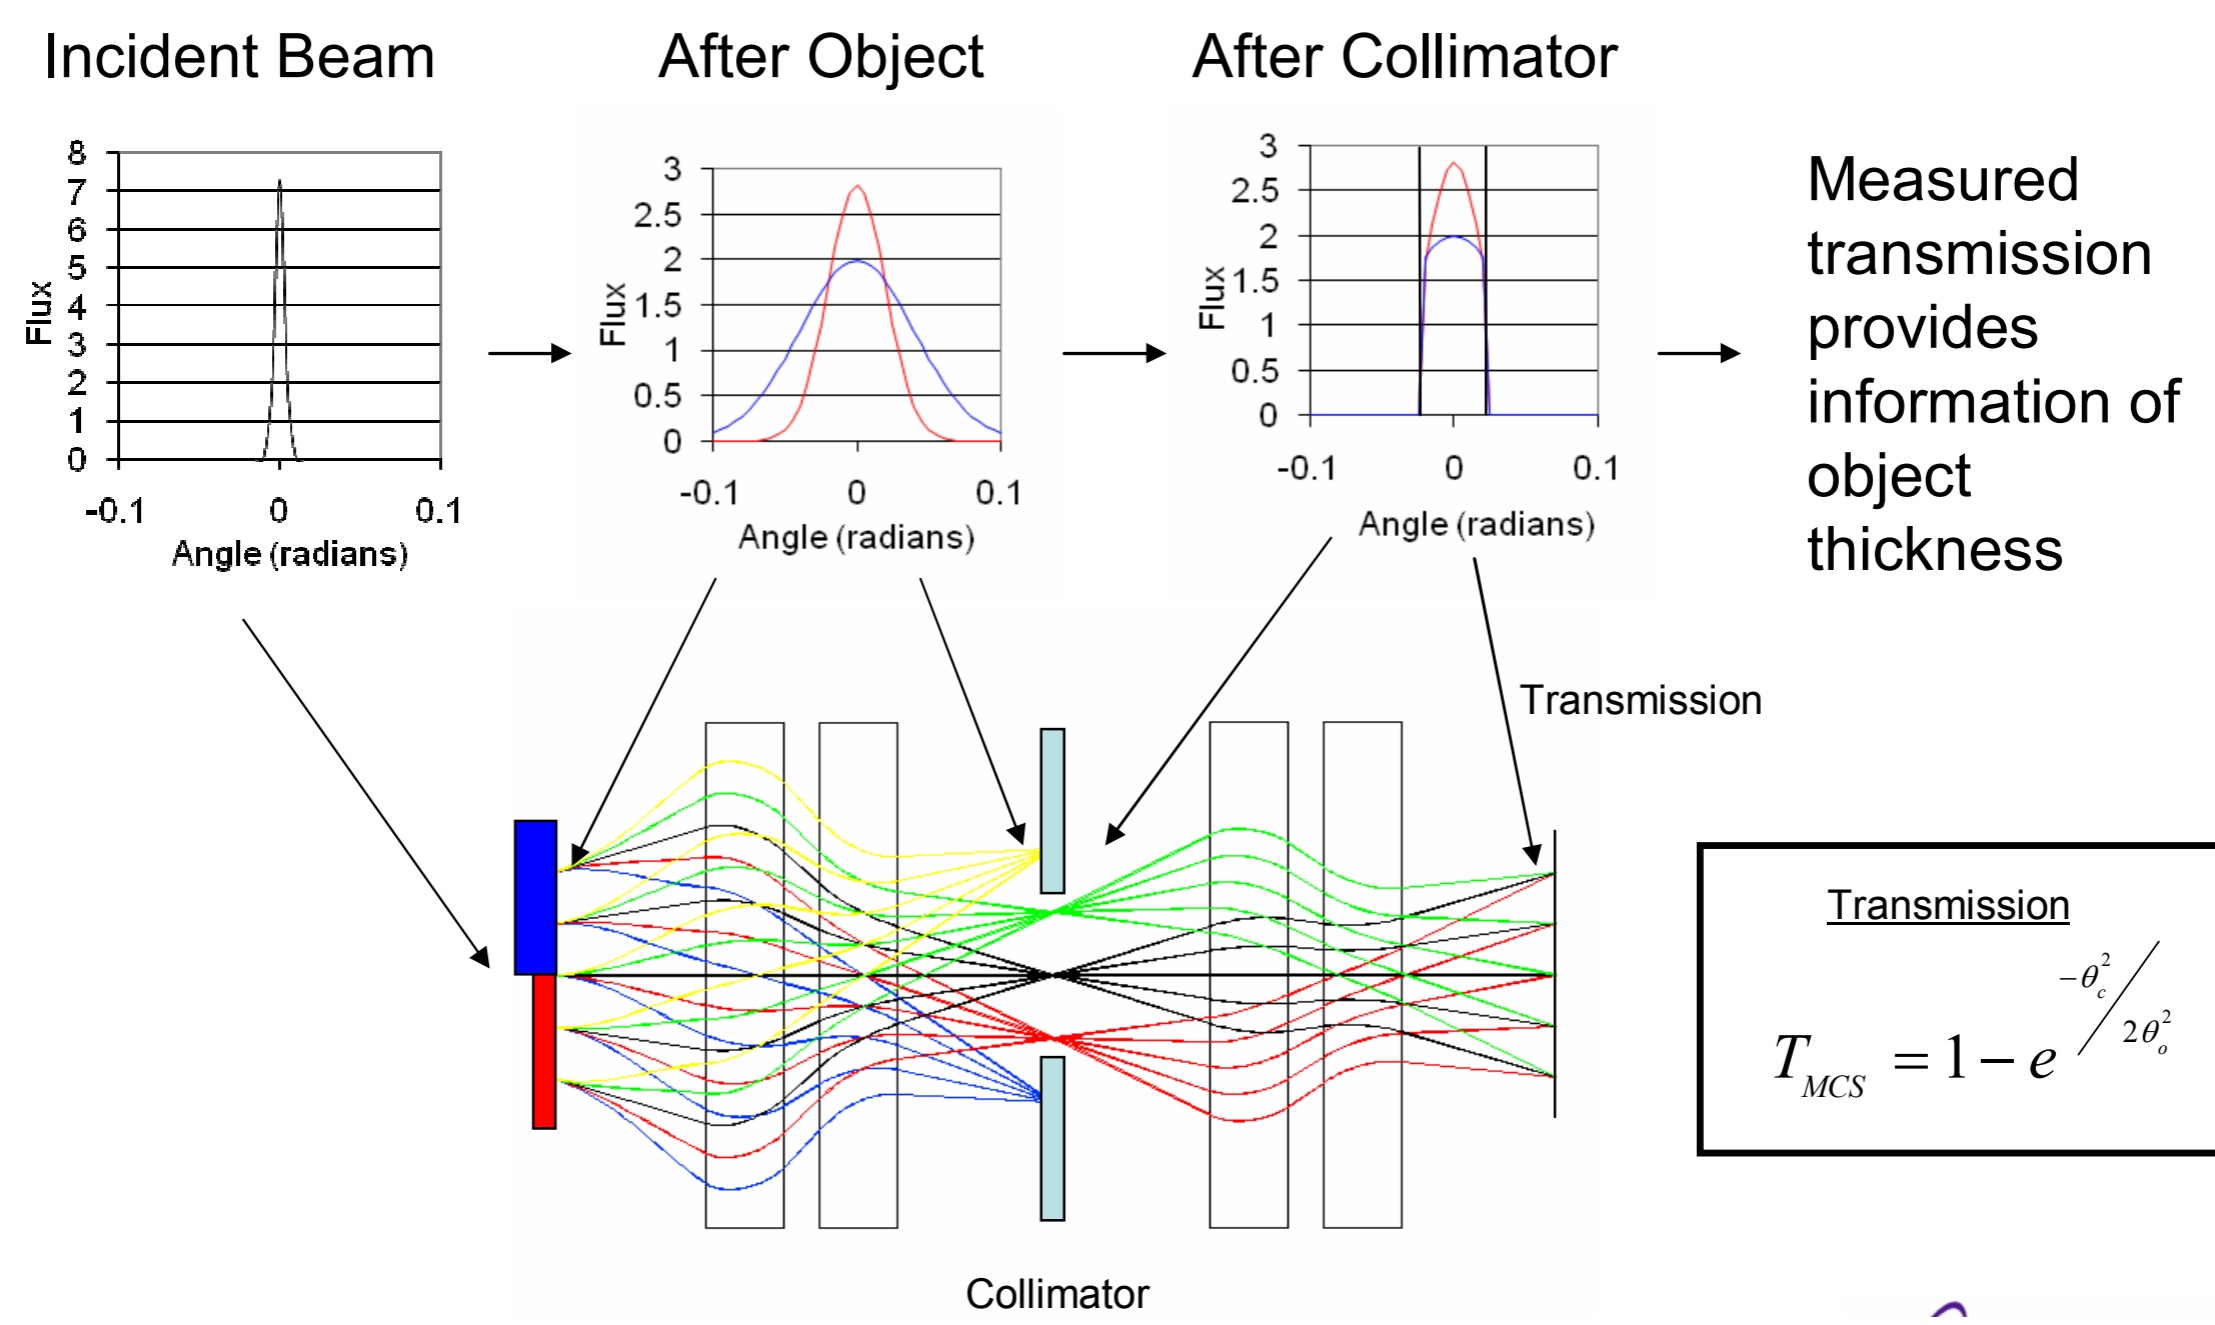 Incident Beam
After Object
After Collimator
8
7
6
5
4
3
2
1
0
Flux
-0.1
0
0.1
Angle (radians)
3
2.5
2
1.5
1
0.5
0
Flux
-0.1
0
0.1
Angle (radians)
3
2.5
2
1.5
1
0.5
0
Flux
-0.1
0
0.1
Angle (radians)
Measured
transmission
provides
information of
object
thickness
Transmission
Collimator
Transmission
T_MCS = 1 − e^(−θ_c^2 / 2θ_o^2)